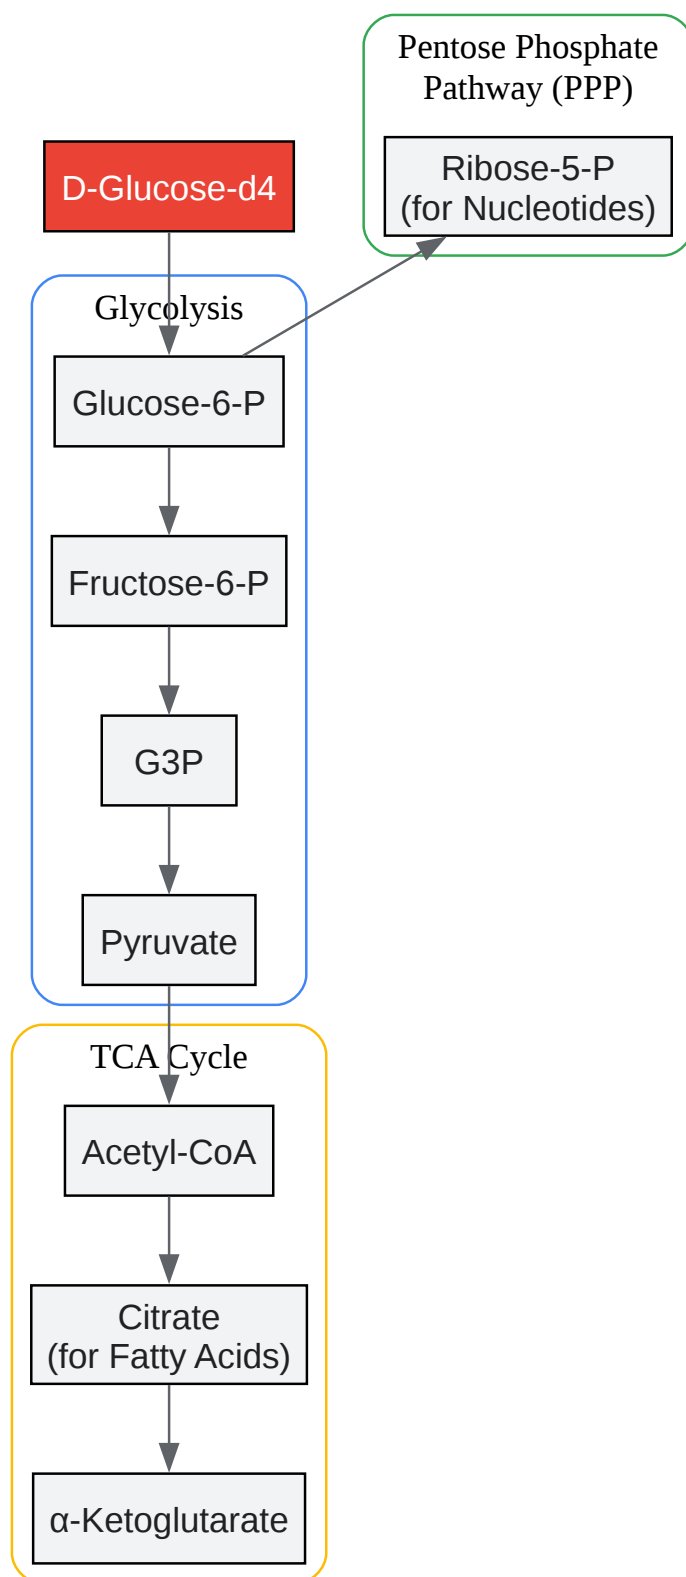 Pentose Phosphate
Pathway (PPP)
D-Glucose-d4
Ribose-5-P
(for Nucleotides)
Glycolysis
Glucose-6-P
Fructose-6-P
G3P
Pyruvate
TCA Cycle
Acetyl-CoA
Citrate
(for Fatty Acids)
α-Ketoglutarate